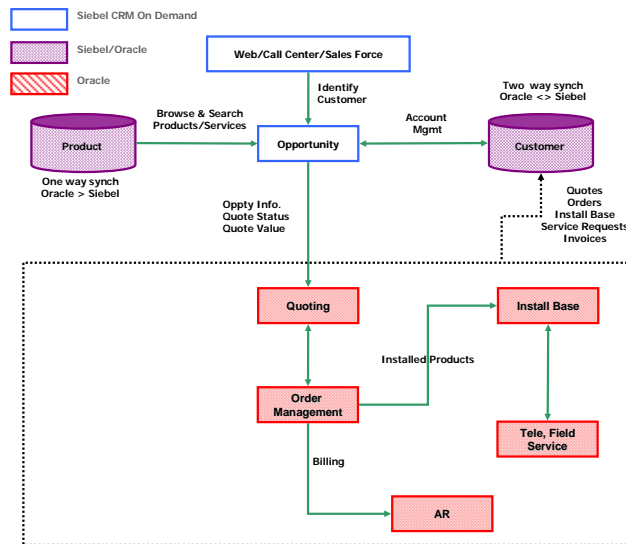 Siebel CRM On Demand
Siebel/Oracle
Oracle
Web/Call Center/Sales Force
Identify
Customer
Two way synch
Oracle <> Siebel
Browse & Search
Products/Services
Account
Mgmt
Product
Opportunity
Customer
One way synch
Oracle > Siebel
Oppty Info.
Quote Status
Quote Value
Quotes
Orders
Install Base
Service Requests
Invoices
Quoting
Install Base
Installed Products
Order
Management
Tele, Field
Service
Billing
AR